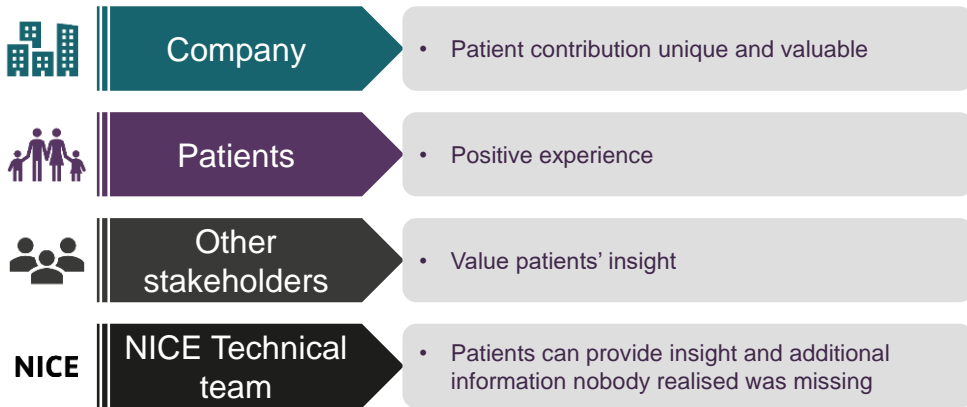 Company
• Patient contribution unique and valuable
Patients
• Positive experience
Other
stakeholders
• Value patients’ insight
NICE
NICE Technical
team
• Patients can provide insight and additional
information nobody realised was missing